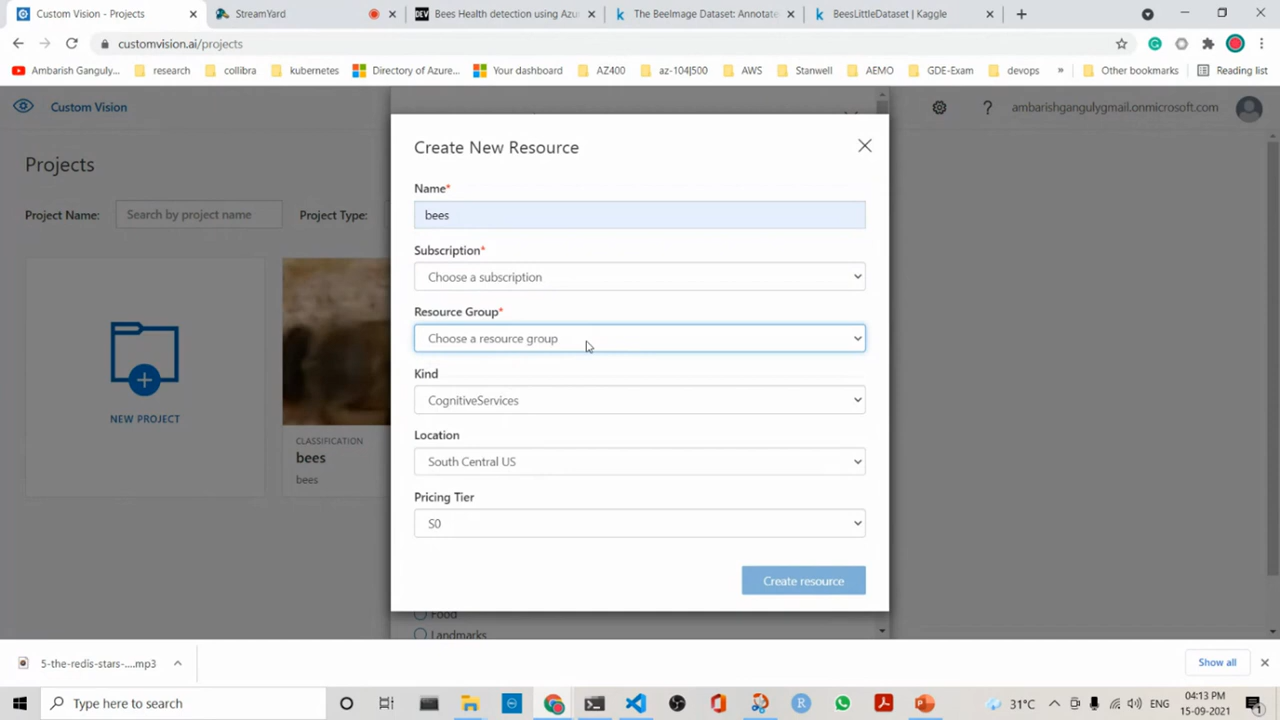 Custom Vision - Projects
StreamYard
DEV
Bees Health detection using Azu
The BeeImage Dataset: Annotate
BeesLittleDataset | Kaggle
customvision.ai/projects
Ambarish Ganguly...
research
collibra
kubernetes
Directory of Azure...
Your dashboard
AZ400
az-104|500
AWS
Stanwell
AEMO
GDE-Exam
devops
»
Other bookmarks
Reading list
Custom Vision
ambarishgangulygmail.onmicrosoft.com
Projects
Project Name:
Search by project name
Project Type:
NEW PROJECT
CLASSIFICATION
bees
bees
Create New Resource
Name*
bees
Subscription*
Choose a subscription
Resource Group*
Choose a resource group
Kind
CognitiveServices
Location
South Central US
Pricing Tier
S0
Create resource
Food
Landmarks
5-the-redis-stars-....mp3
Show all
Type here to search
31°C
ENG
04:13 PM
15-09-2021
1